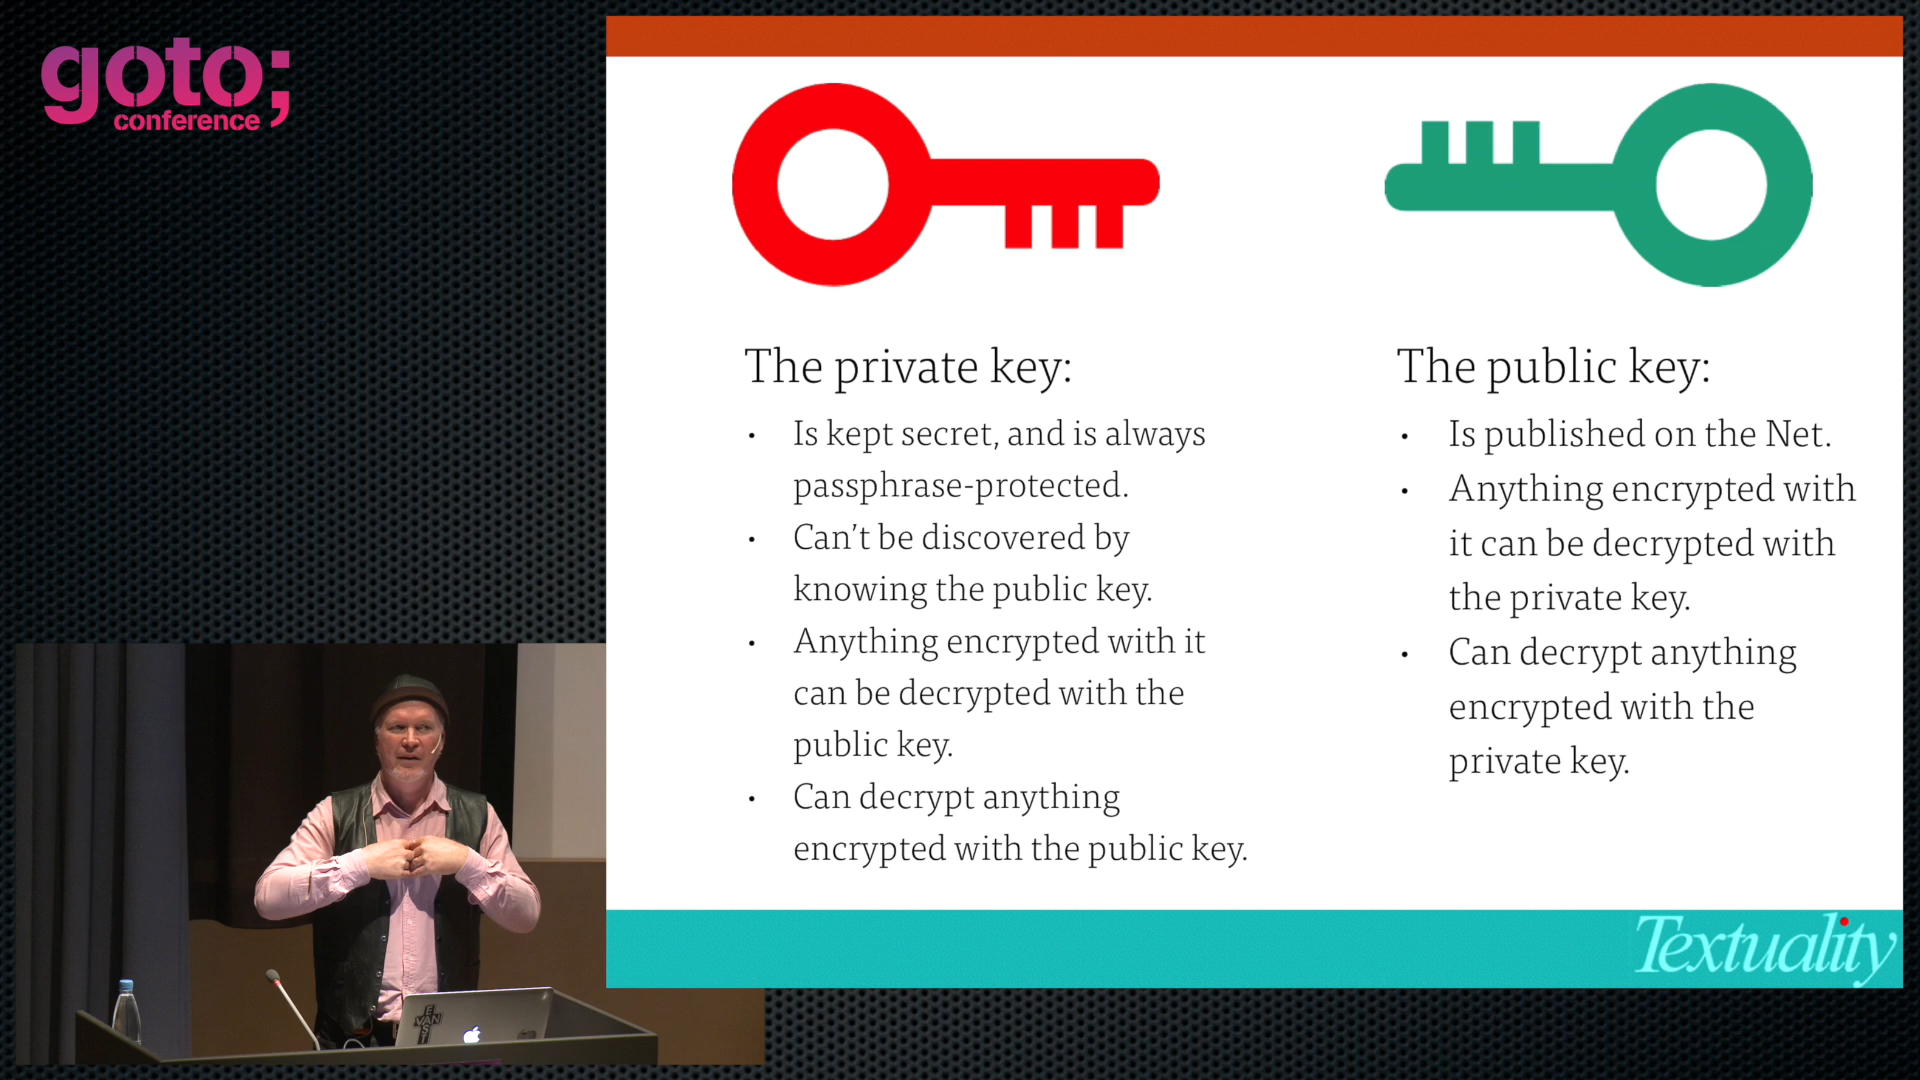 goto;
conference
The private key:
• Is kept secret, and is always
passphrase-protected.
• Can't be discovered by
knowing the public key.
• Anything encrypted with it
can be decrypted with the
public key.
• Can decrypt anything
encrypted with the public key.
The public key:
• Is published on the Net.
• Anything encrypted with
it can be decrypted with
the private key.
• Can decrypt anything
encrypted with the
private key.
Textuality